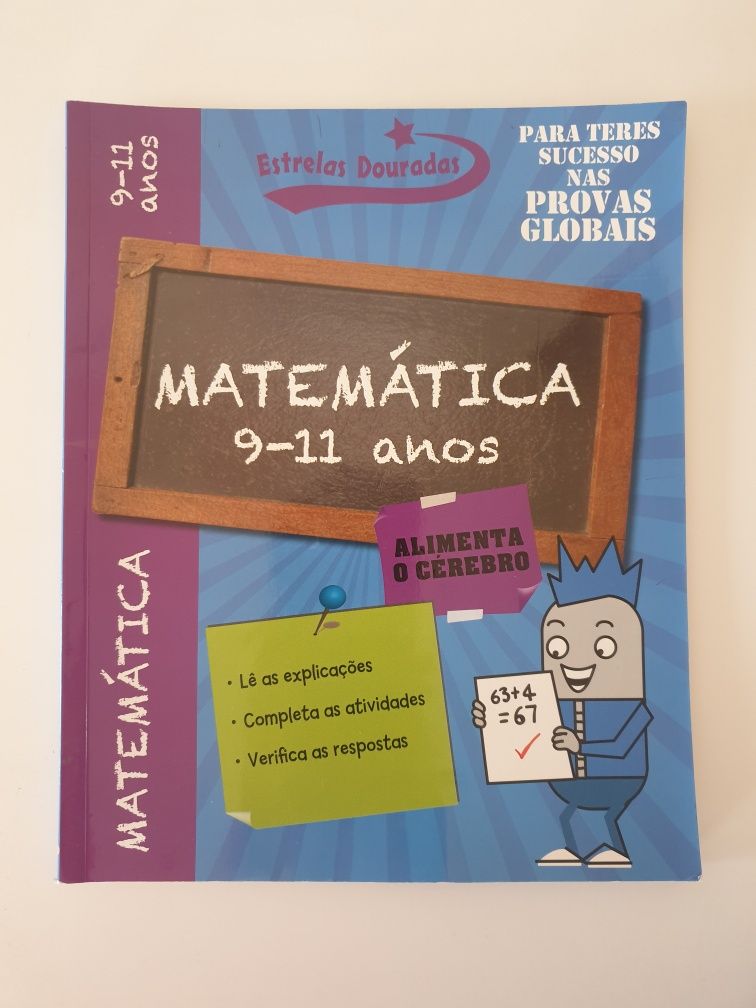 9-11
anos
Estrelas Douradas
PARA TERES
SUCESSO
NAS
PROVAS
GLOBAIS
MATEMÁTICA
9-11 anos
ALIMENTA
O CÉREBRO
• Lê as explicações
• Completa as atividades
• Verifica as respostas
63+4
=67
MATEMÁTICA